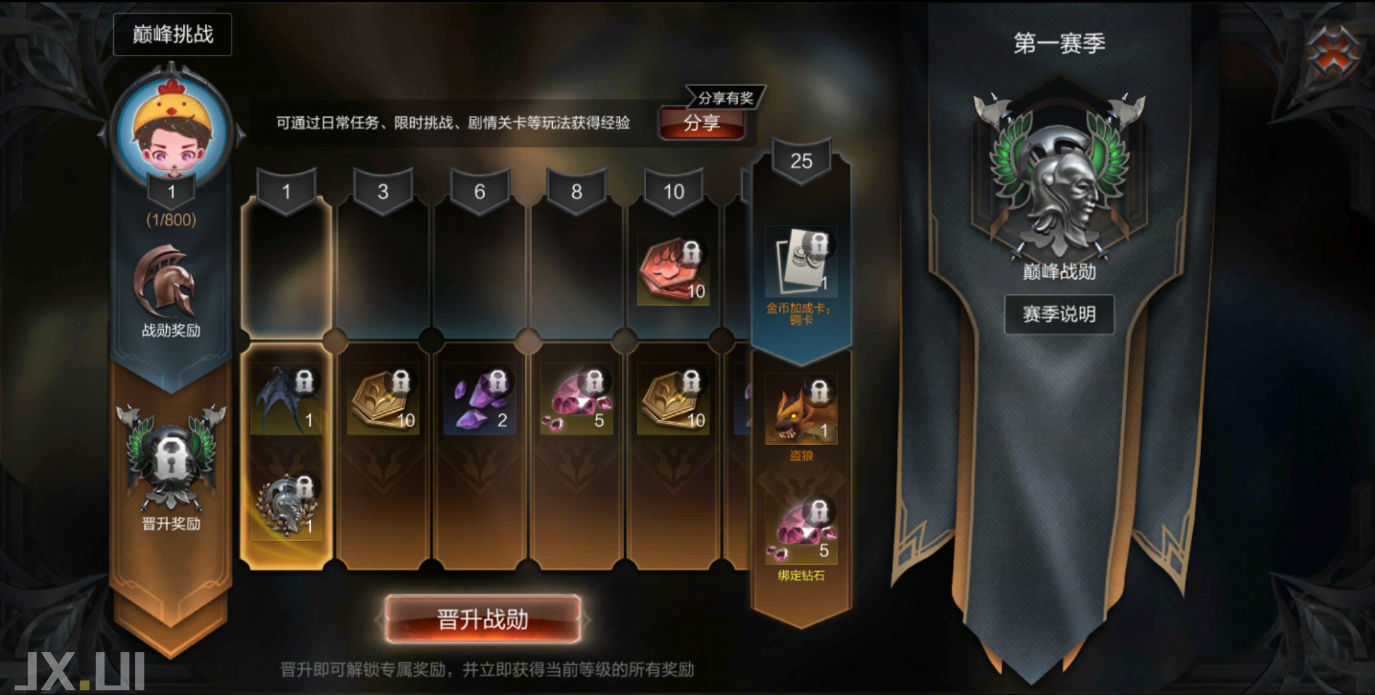 巅峰挑战
第一赛季
分享有奖
可通过日常任务、限时挑战、剧情关卡等玩法获得经验
分享
25
1
1
3
6
8
10
(1/800)
10
1
巅峰战勋
金币加成卡:
铜卡
赛季说明
战勋奖励
1
10
2
5
10
1
盗狼
晋升奖励
1
5
绑定钻石
晋升战勋
晋升即可解锁专属奖励，并立即获得当前等级的所有奖励
JX.UI